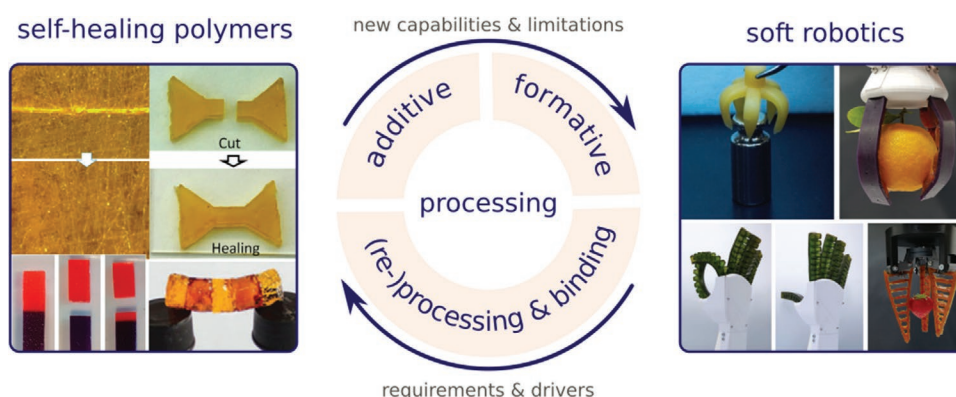 self-healing polymers
new capabilities & limitations
soft robotics
additive
formative
Cut
processing
Healing
(re-)processing & binding
requirements & drivers